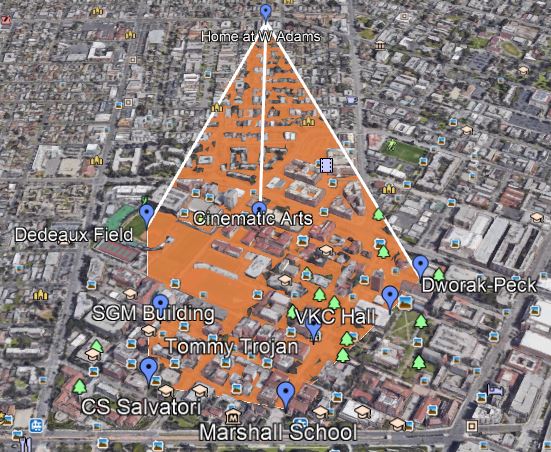 Home at W Adams
Cinematic Arts
Dedeaux Field
Dworak-Peck
SGM Building
VKC Hall
Tommy Trojan
CS Salvatori
Marshall School